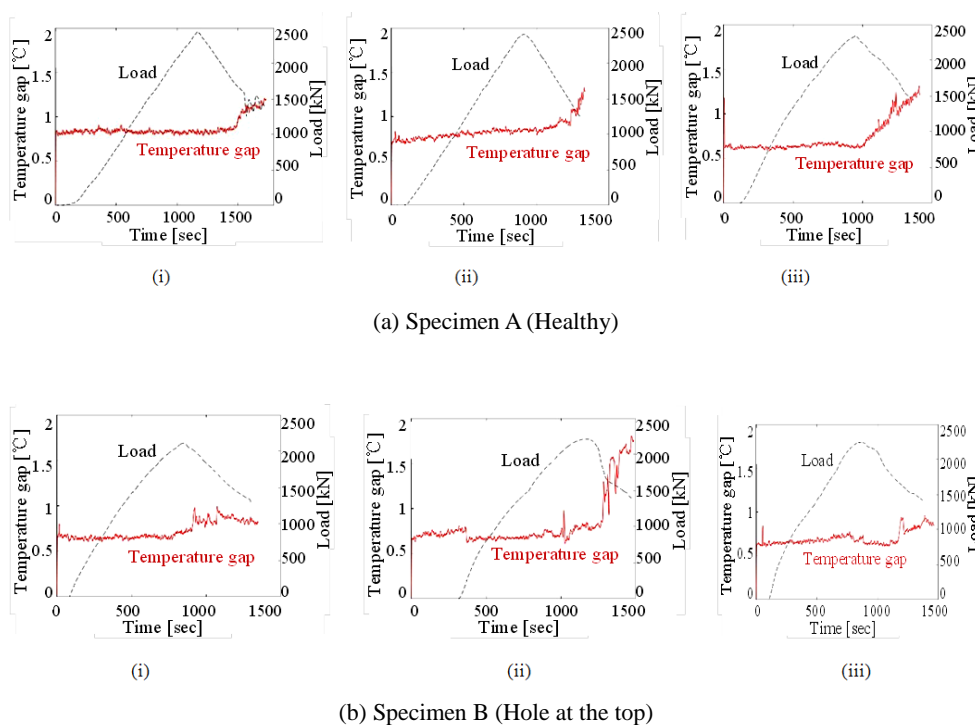 Temperature gap [℃]
2
1.5
1
0.5
0
Load
Temperature gap
2500
2000
1500
1000
500
0
Load [kN]
0 500 1000 1500
Time [sec]
(i)
Temperature gap [℃]
2
1.5
1
0.5
0
Load
Temperature gap
2500
2000
1500
1000
500
0
Load [kN]
0 500 1000 1500
Time [sec]
(ii)
Temperature gap [℃]
2
1.5
1
0.5
0
Load
Temperature gap
2500
2000
1500
1000
500
0
Load [kN]
0 500 1000 1500
Time [sec]
(iii)
(a) Specimen A (Healthy)
Temperature gap [℃]
2
1.5
1
0.5
0
Load
Temperature gap
2500
2000
1500
1000
500
0
Load [kN]
0 500 1000 1500
Time [sec]
(i)
Temperature gap [℃]
2
1.5
1
0.5
0
Load
Temperature gap
2500
2000
1500
1000
500
0
Load [kN]
0 500 1000 1500
Time [sec]
(ii)
Temperature gap [℃]
2
1.5
1
0.5
0
Load
Temperature gap
2500
2000
1500
1000
500
0
Load [kN]
0 500 1000 1500
Time [sec]
(iii)
(b) Specimen B (Hole at the top)